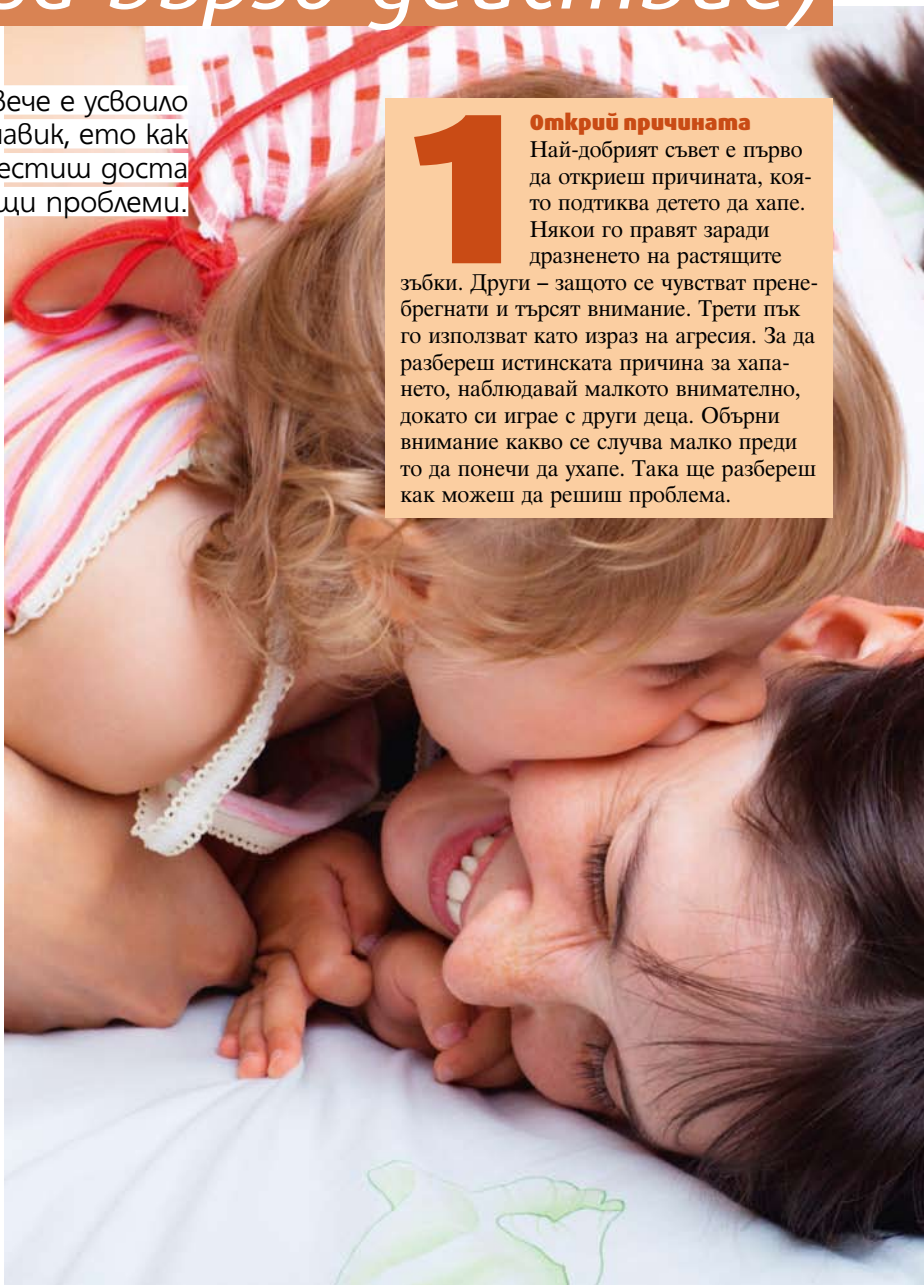 бързо действие)
вече е усвоило
ето как
доста
проблеми.
1
Открий причината
Най-добрият съвет е първо
да откриеш причината, коя-
то подтиква детето да хапе.
Някои го правят заради
дразненето на растящите
зъбки. Други – защото се чувстват прене-
брегнати и търсят внимание. Трети пък
го използват като израз на агресия. За да
разбереш истинската причина за хапа-
нето, наблюдавай малкото внимателно,
докато си играе с други деца. Обърни
внимание какво се случва малко преди
то да понечи да ухапе. Така ще разбереш
как можеш да решиш проблема.